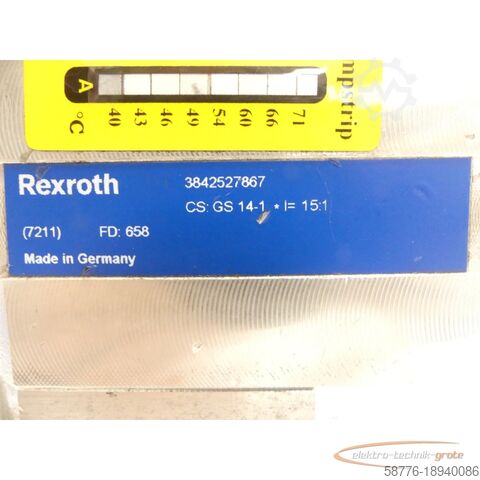 mpstrip
A
°C 40 43 46 49 54 60 66 71
Rexroth 3842527867
CS: GS 14-1 * I= 15:1
(7211) FD: 658
Made in Germany
elektro-technik-grote
58776-18940086